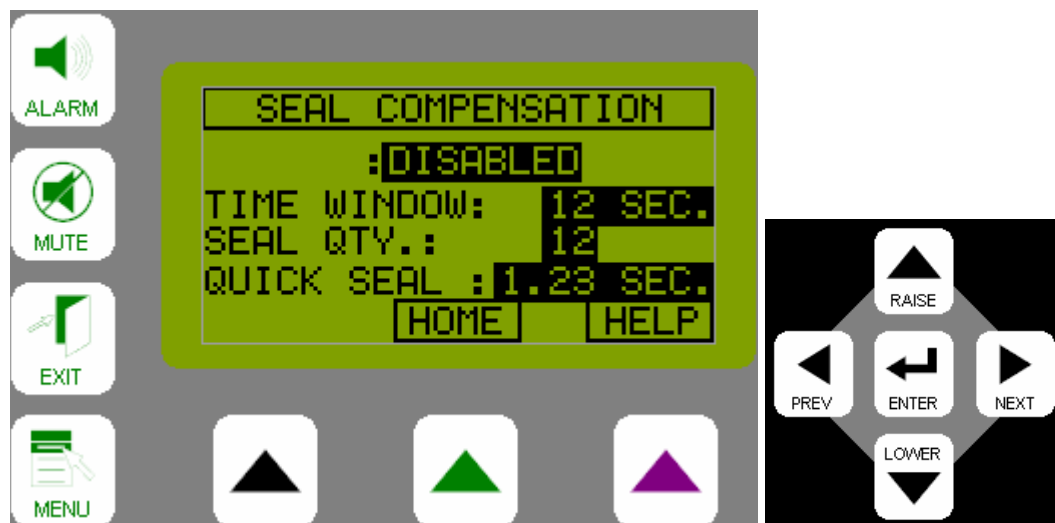 ALARM
MUTE
EXIT
MENU
SEAL COMPENSATION
:DISABLED
TIME WINDOW: 12 SEC.
SEAL QTY.: 12
QUICK SEAL :1.23 SEC.
HOME HELP
RAISE
PREV ENTER NEXT
LOWER